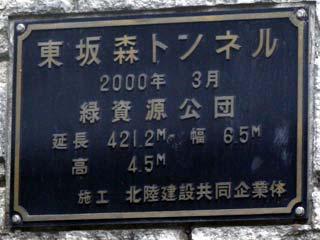 東坂森トンネル
2000年 3月
緑資源公団
延長 421.2M 幅 6.5M
高 4.5M
施工 北陸建設共同企業体